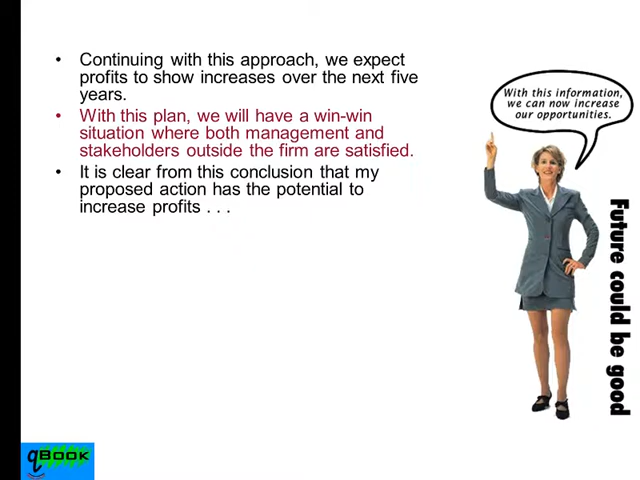 • Continuing with this approach, we expect
profits to show increases over the next five
years.
• With this plan, we will have a win-win
situation where both management and
stakeholders outside the firm are satisfied.
• It is clear from this conclusion that my
proposed action has the potential to
increase profits . . .
With this information,
we can now increase
our opportunities.
Future could be good
qBOOK